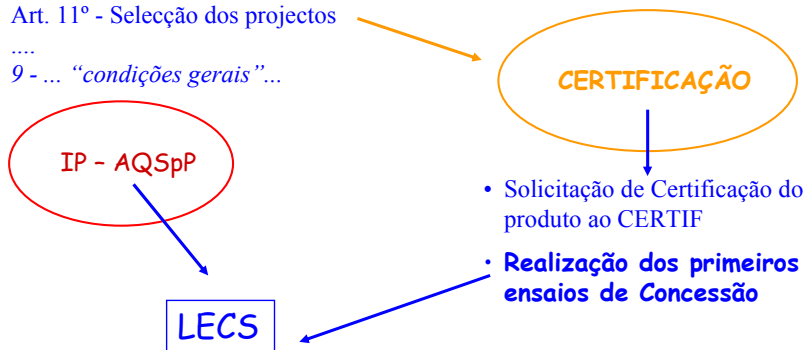 Art. 11º - Selecção dos projectos
....
9 - ... “condições gerais”...
CERTIFICAÇÃO
IP – AQSpP
• Solicitação de Certificação do
produto ao CERTIF
• Realização dos primeiros
ensaios de Concessão
LECS